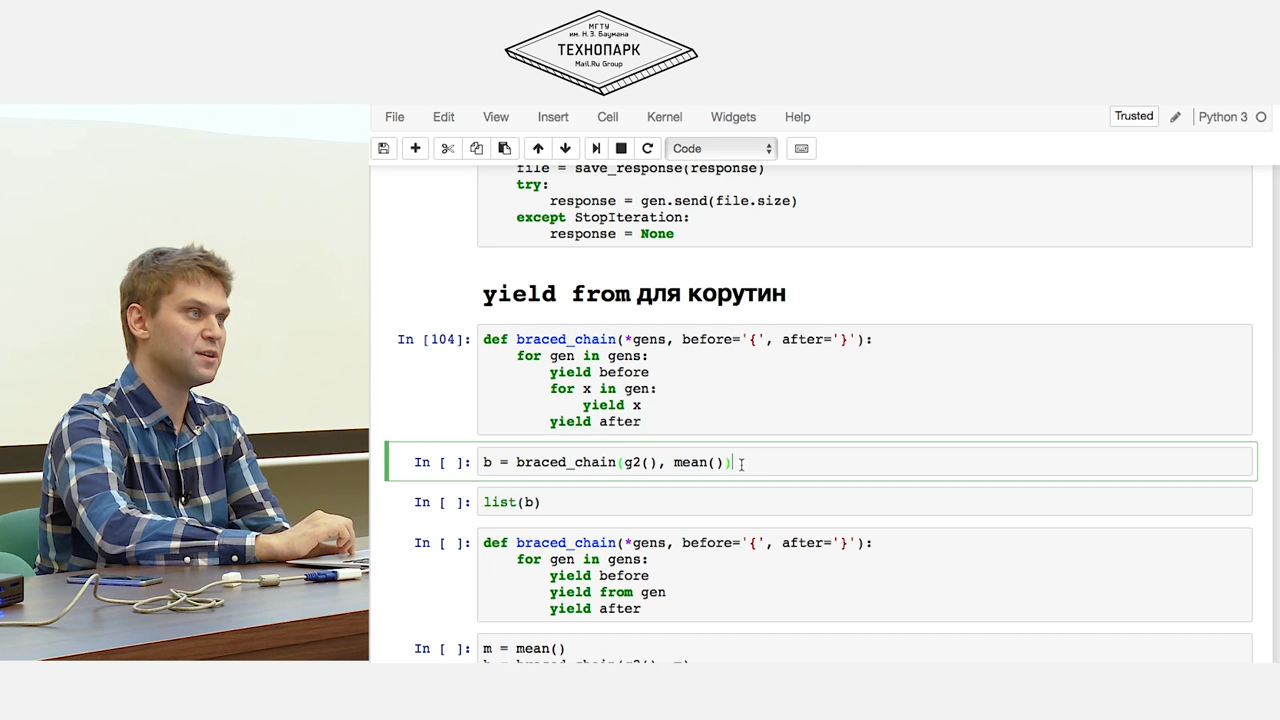 МГТУ
им. Н.Э. Баумана
ТЕХНОПАРК
Mail.Ru Group
File Edit View Insert Cell Kernel Widgets Help Trusted Python 3
Code
file = save_response(response)
try:
response = gen.send(file.size)
except StopIteration:
response = None
yield from для корутин
In [104]: def braced_chain(*gens, before='{', after='}'):
for gen in gens:
yield before
for x in gen:
yield x
yield after
In [ ]: b = braced_chain(g2(), mean())
In [ ]: list(b)
In [ ]: def braced_chain(*gens, before='{', after='}'):
for gen in gens:
yield before
yield from gen
yield after
In [ ]: m = mean()
b = braced_chain(g2(), m)